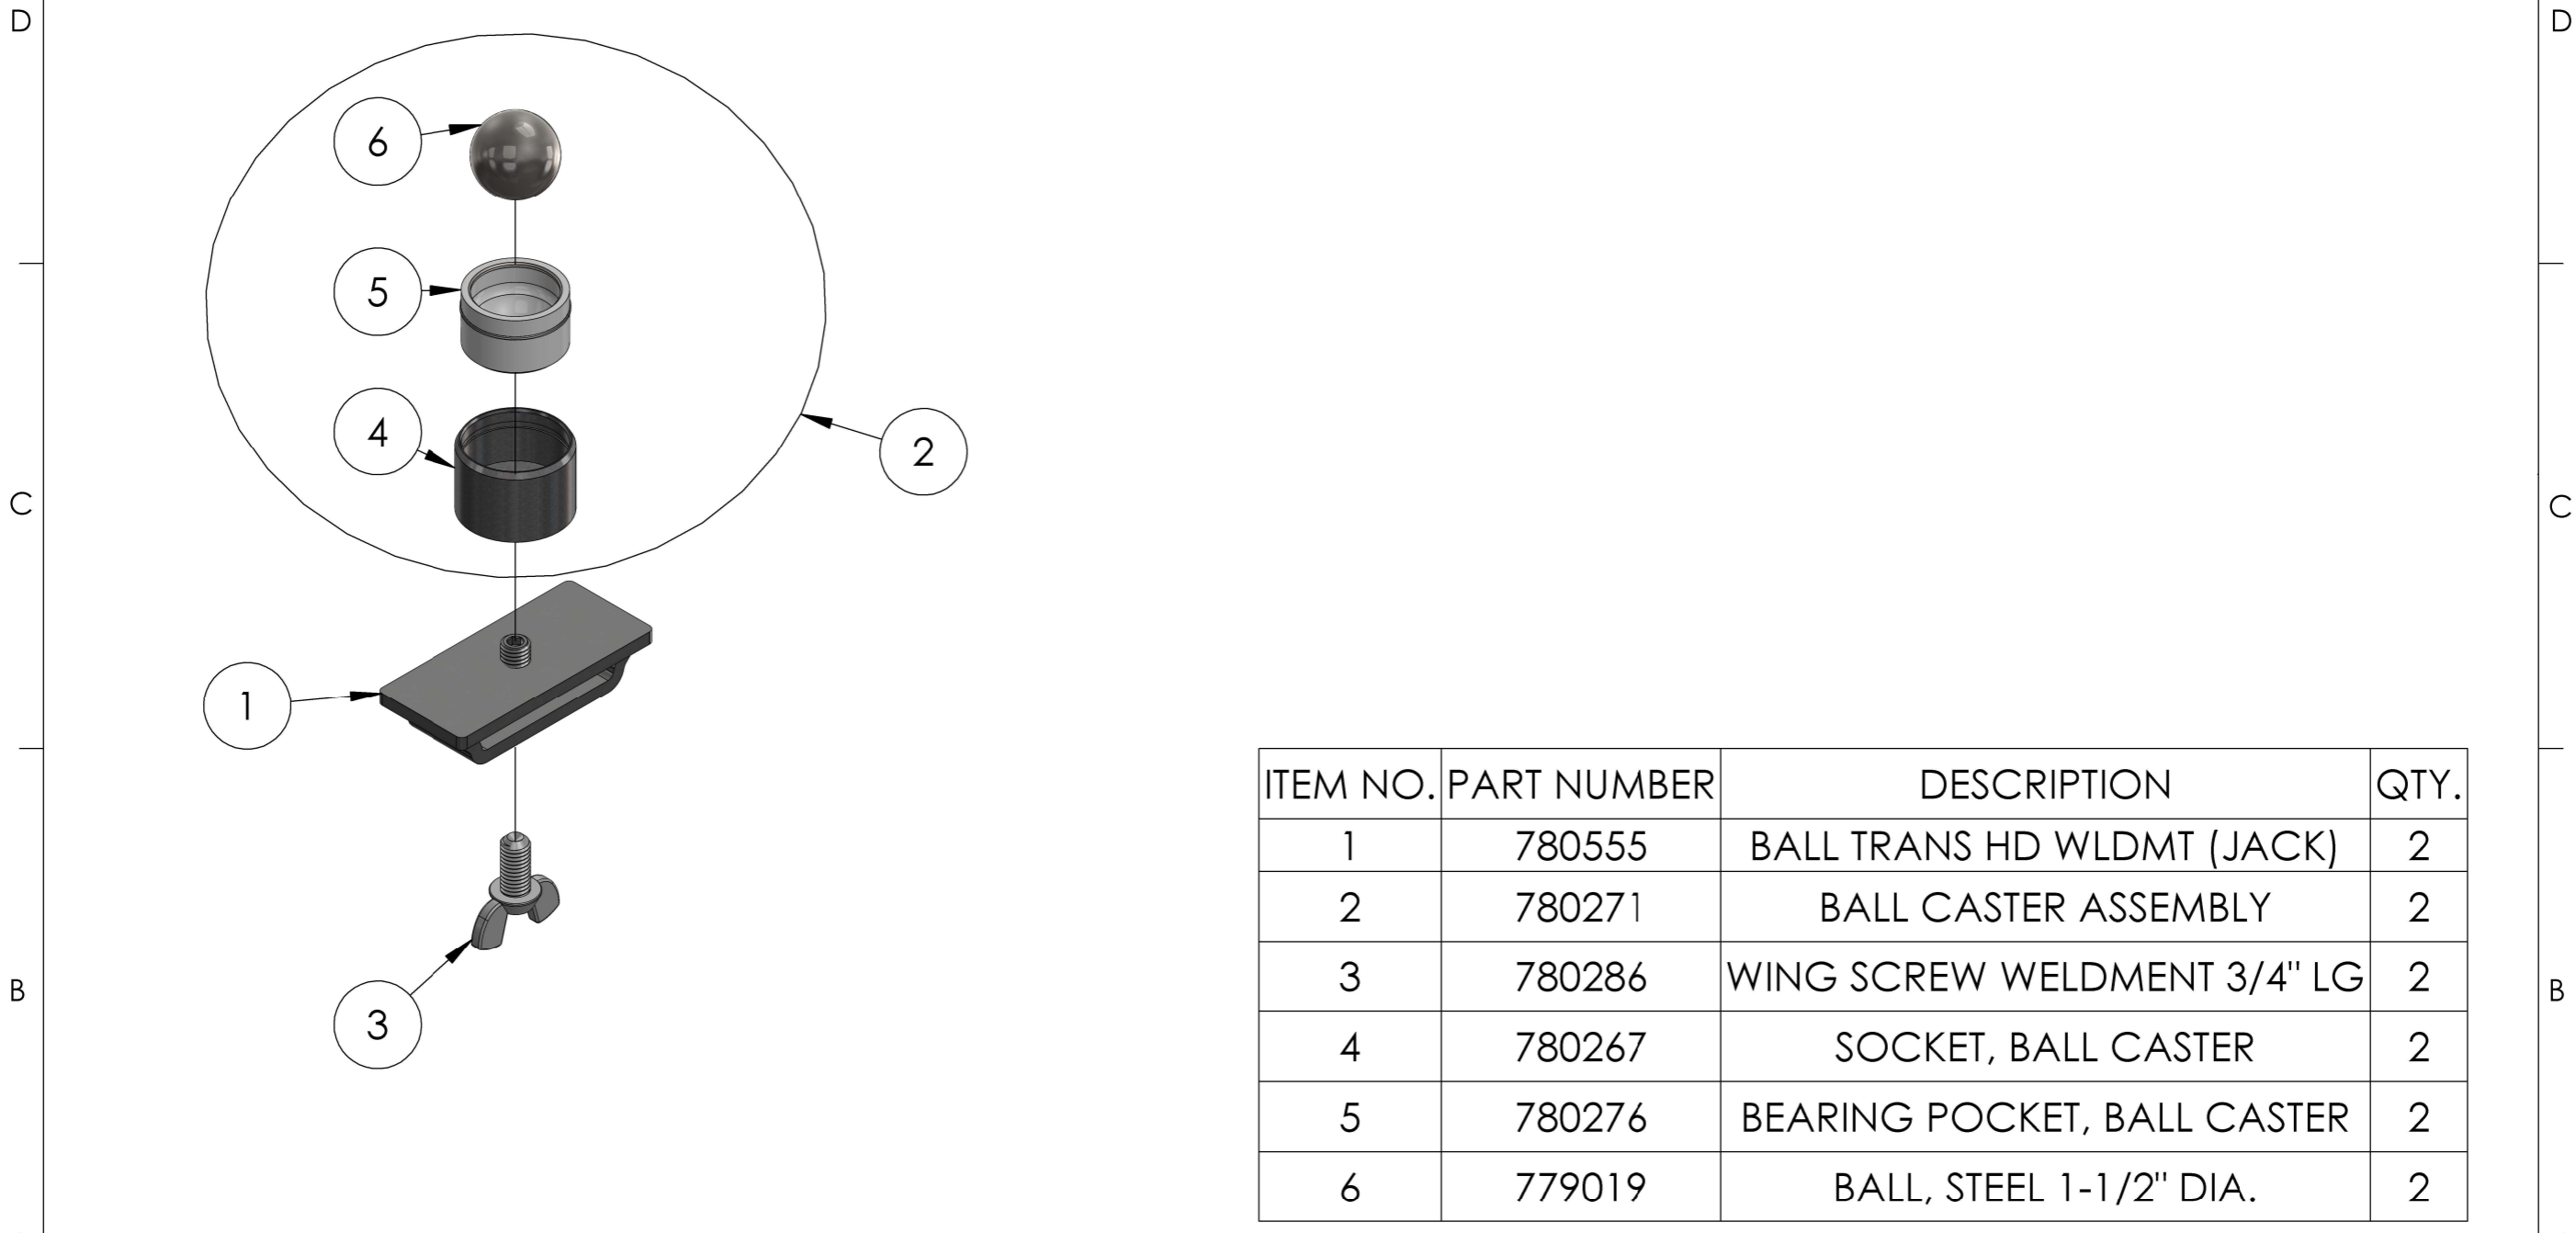 D
D
6
5
4
2
C
C
1
3
B
B
ITEM NO. PART NUMBER DESCRIPTION QTY.
1 780555 BALL TRANS HD WLDMT (JACK) 2
2 780271 BALL CASTER ASSEMBLY 2
3 780286 WING SCREW WELDMENT 3/4" LG 2
4 780267 SOCKET, BALL CASTER 2
5 780276 BEARING POCKET, BALL CASTER 2
6 779019 BALL, STEEL 1-1/2" DIA. 2